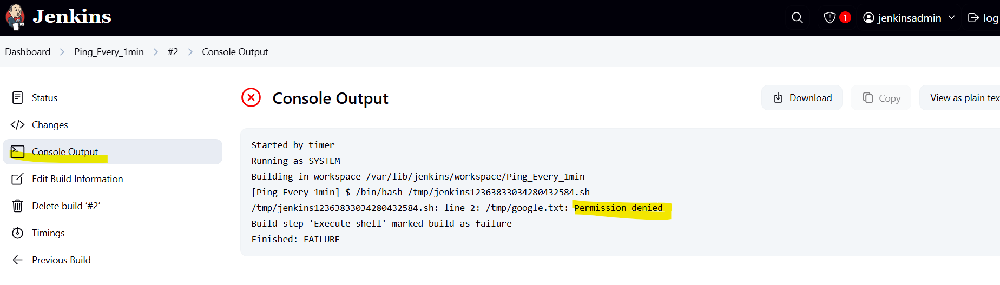 Jenkins
1
jenkinsadmin
log
Dashboard > Ping_Every_1min > #2 > Console Output
Status
Changes
Console Output
Edit Build Information
Delete build ‘#2’
Timings
Previous Build
Console Output
Download
Copy
View as plain tex
Started by timer
Running as SYSTEM
Building in workspace /var/lib/jenkins/workspace/Ping_Every_1min
[Ping_Every_1min] $ /bin/bash /tmp/jenkins12363833034280432584.sh
/tmp/jenkins12363833034280432584.sh: line 2: /tmp/google.txt: Permission denied
Build step 'Execute shell' marked build as failure
Finished: FAILURE